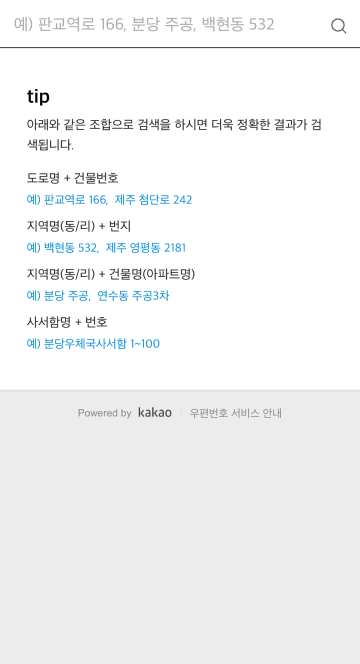 예) 판교역로 166, 분당 주공, 백현동 532
tip
아래와 같은 조합으로 검색을 하시면 더욱 정확한 결과가 검
색됩니다.
도로명 + 건물번호
예) 판교역로 166, 제주 첨단로 242
지역명(동/리) + 번지
예) 백현동 532, 제주 영평동 2181
지역명(동/리) + 건물명(아파트명)
예) 분당 주공, 연수동 주공3차
사서함명 + 번호
예) 분당우체국사서함 1~100
Powered by kakao 우편번호 서비스 안내